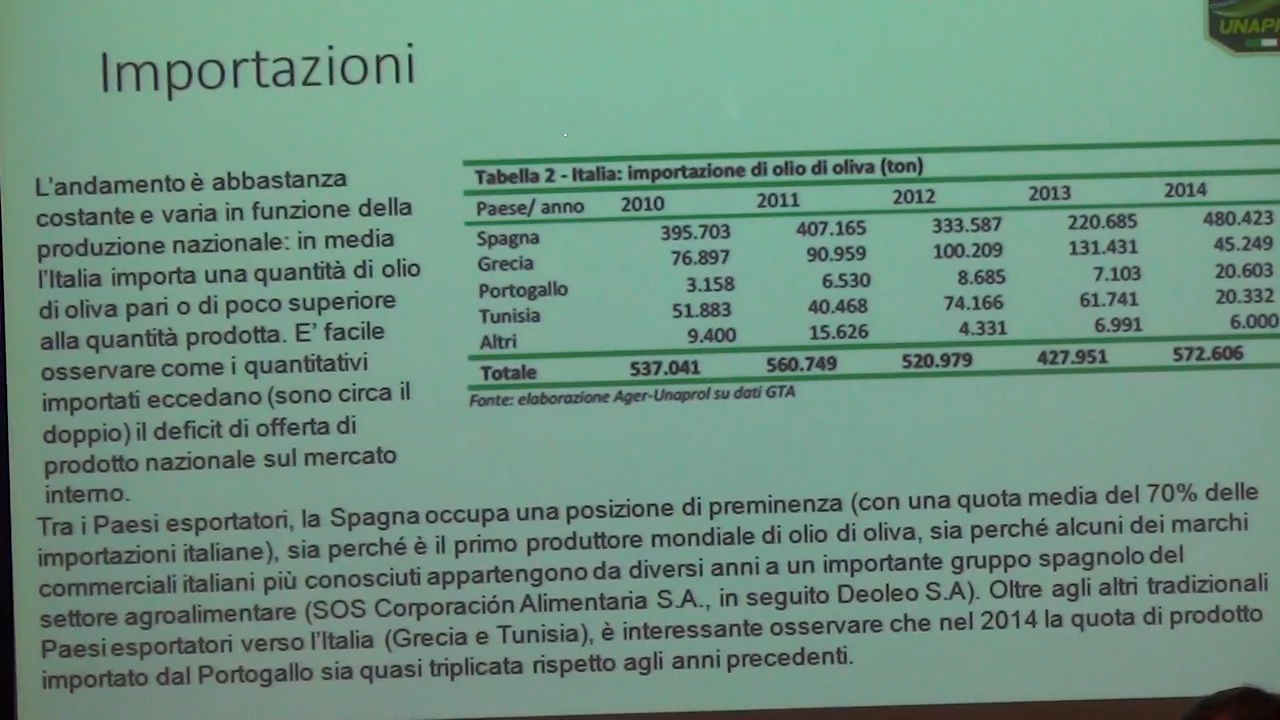 Importazioni
UNAP
L'andamento è abbastanza
costante e varia in funzione della
produzione nazionale: in media
l'Italia importa una quantità di olio
di oliva pari o di poco superiore
alla quantità prodotta. E' facile
osservare come i quantitativi
importati eccedano (sono circa il
doppio) il deficit di offerta di
prodotto nazionale sul mercato
interno.
Tabella 2 - Italia: importazione di olio di oliva (ton)
Paese/ anno 2010 2011 2012 2013 2014
Spagna 395.703 407.165 333.587 220.685 480.423
Grecia 76.897 90.959 100.209 131.431 45.249
Portogallo 3.158 6.530 8.685 7.103 20.603
Tunisia 51.883 40.468 74.166 61.741 20.332
Altri 9.400 15.626 4.331 6.991 6.000
Totale 537.041 560.749 520.979 427.951 572.606
Fonte: elaborazione Ager-Unaprol su dati GTA
Tra i Paesi esportatori, la Spagna occupa una posizione di preminenza (con una quota media del 70% delle
importazioni italiane), sia perché è il primo produttore mondiale di olio di oliva, sia perché alcuni dei marchi
commerciali italiani più conosciuti appartengono da diversi anni a un importante gruppo spagnolo del
settore agroalimentare (SOS Corporación Alimentaria S.A., in seguito Deoleo S.A). Oltre agli altri tradizionali
Paesi esportatori verso l'Italia (Grecia e Tunisia), è interessante osservare che nel 2014 la quota di prodotto
importato dal Portogallo sia quasi triplicata rispetto agli anni precedenti.